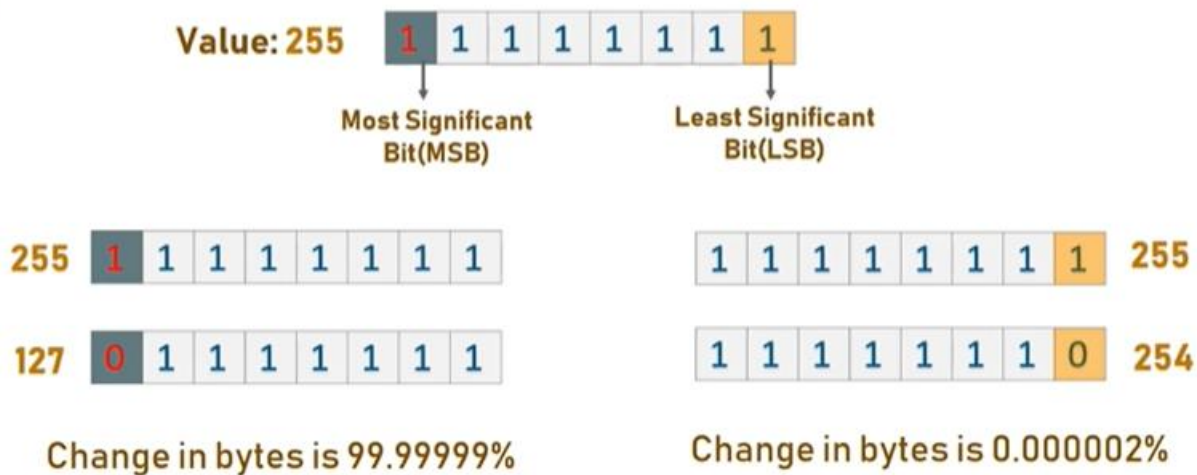 Value: 255 1 1 1 1 1 1 1 1
Most Significant
Bit(MSB)
Least Significant
Bit(LSB)
255 1 1 1 1 1 1 1 1
1 1 1 1 1 1 1 1 255
127 0 1 1 1 1 1 1 1
1 1 1 1 1 1 1 0 254
Change in bytes is 99.99999%
Change in bytes is 0.000002%